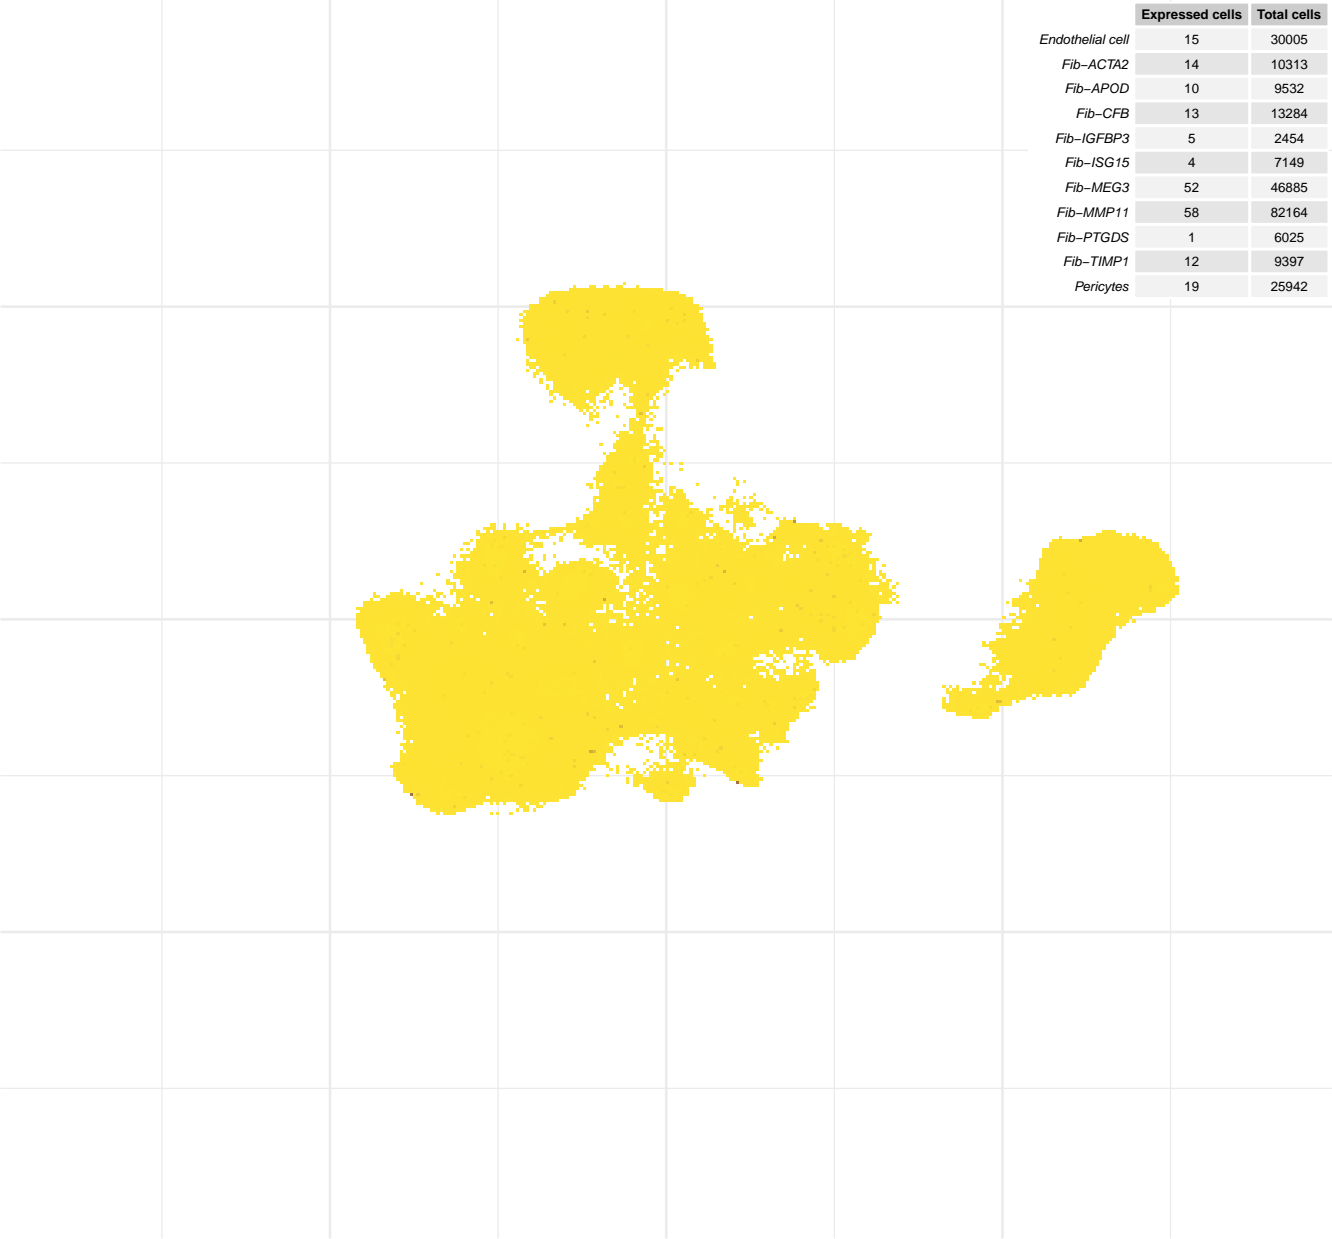 Expressed cells Total cells
Endothelial cell 15 30005
Fib−ACTA2 14 10313
Fib−APOD 10 9532
Fib−CFB 13 13284
Fib−IGFBP3 5 2454
Fib−ISG15 4 7149
Fib−MEG3 52 46885
Fib−MMP11 58 82164
Fib−PTGDS 1 6025
Fib−TIMP1 12 9397
Pericytes 19 25942